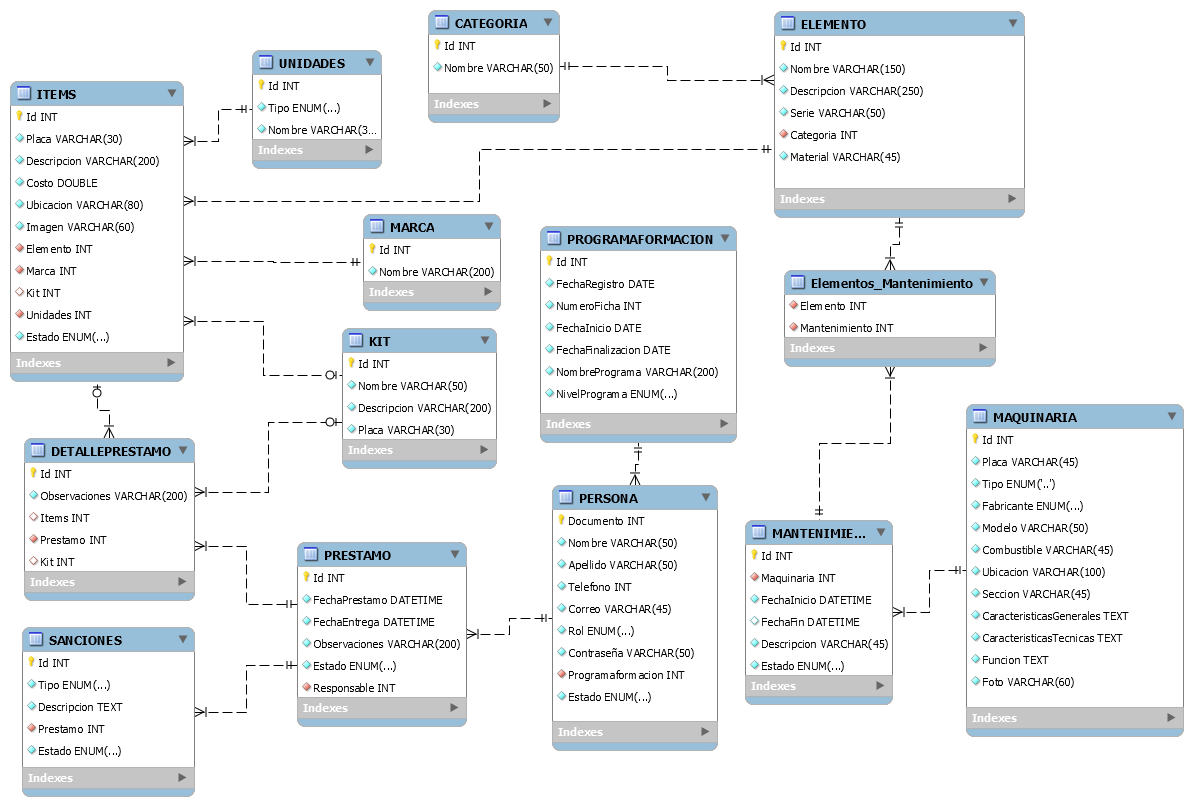 CATEGORIA
Id INT
Nombre VARCHAR(50)
Indexes
ELEMENTO
Id INT
Nombre VARCHAR(150)
Descripcion VARCHAR(250)
Serie VARCHAR(50)
Categoria INT
Material VARCHAR(45)
Indexes
UNIDADES
Id INT
Tipo ENUM(...)
Nombre VARCHAR(3...
Indexes
ITEMS
Id INT
Placa VARCHAR(30)
Descripcion VARCHAR(200)
Costo DOUBLE
Ubicacion VARCHAR(80)
Imagen VARCHAR(60)
Elemento INT
Marca INT
Kit INT
Unidades INT
Estado ENUM(...)
Indexes
MARCA
Id INT
Nombre VARCHAR(200)
Indexes
PROGRAMAFORMACION
Id INT
FechaRegistro DATE
NumeroFicha INT
FechaInicio DATE
FechaFinalizacion DATE
NombrePrograma VARCHAR(200)
NivelPrograma ENUM(...)
Indexes
Elementos_Mantenimiento
Elemento INT
Mantenimiento INT
Indexes
KIT
Id INT
Nombre VARCHAR(50)
Descripcion VARCHAR(200)
Placa VARCHAR(30)
Indexes
MAQUINARIA
Id INT
Placa VARCHAR(45)
Tipo ENUM('..')
Fabricante ENUM(...)
Modelo VARCHAR(50)
Combustible VARCHAR(45)
Ubicacion VARCHAR(100)
Seccion VARCHAR(45)
CaracteristicasGenerales TEXT
CaracteristicasTecnicas TEXT
Funcion TEXT
Foto VARCHAR(60)
Indexes
DETALLEPRESTAMO
Id INT
Observaciones VARCHAR(200)
Items INT
Prestamo INT
Kit INT
Indexes
PERSONA
Documento INT
Nombre VARCHAR(50)
Apellido VARCHAR(50)
Telefono INT
Correo VARCHAR(45)
Rol ENUM(...)
Contraseña VARCHAR(50)
Programaformacion INT
Estado ENUM(...)
Indexes
MANTENIMIE...
Id INT
Maquinaria INT
FechaInicio DATETIME
FechaFin DATETIME
Descripcion VARCHAR(45)
Estado ENUM(...)
Indexes
PRESTAMO
Id INT
FechaPrestamo DATETIME
FechaEntrega DATETIME
Observaciones VARCHAR(200)
Estado ENUM(...)
Responsable INT
Indexes
SANCIONES
Id INT
Tipo ENUM(...)
Descripcion TEXT
Prestamo INT
Estado ENUM(...)
Indexes